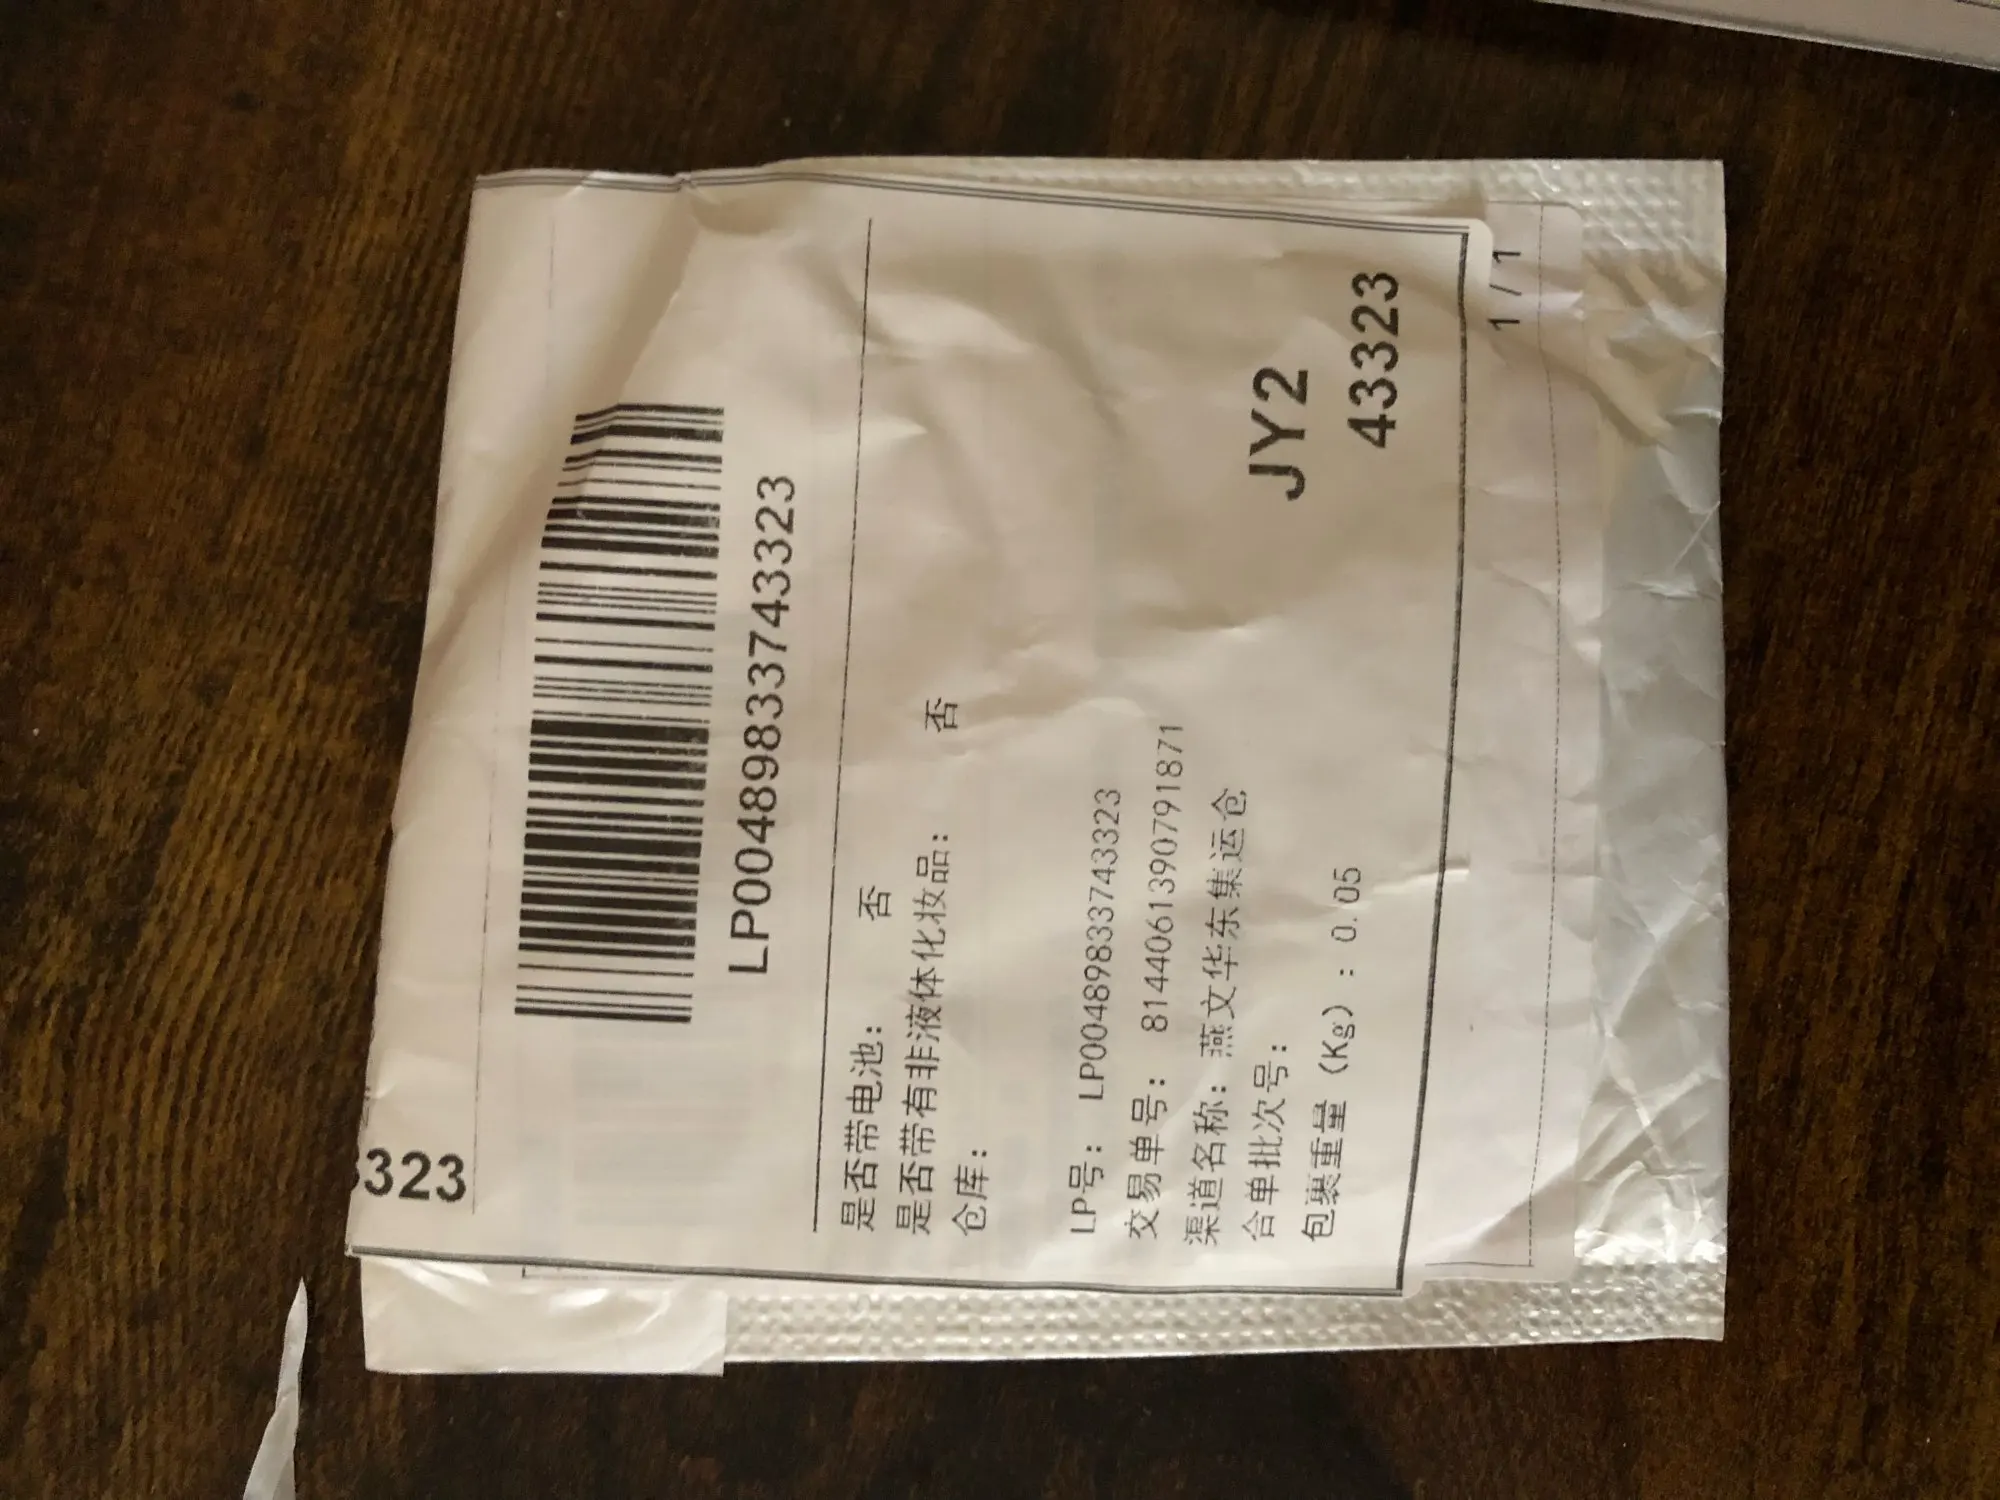 323
LP00489833743323
是否带电池： 否
是否带有非液体化妆品： 否
仓库：
LP号： LP00489833743323
交易单号： 8144061390791871
渠道名称： 燕文华东集运仓
合单批次号：
包裹重量（Kg）: 0.05
JY2
43323
1/1